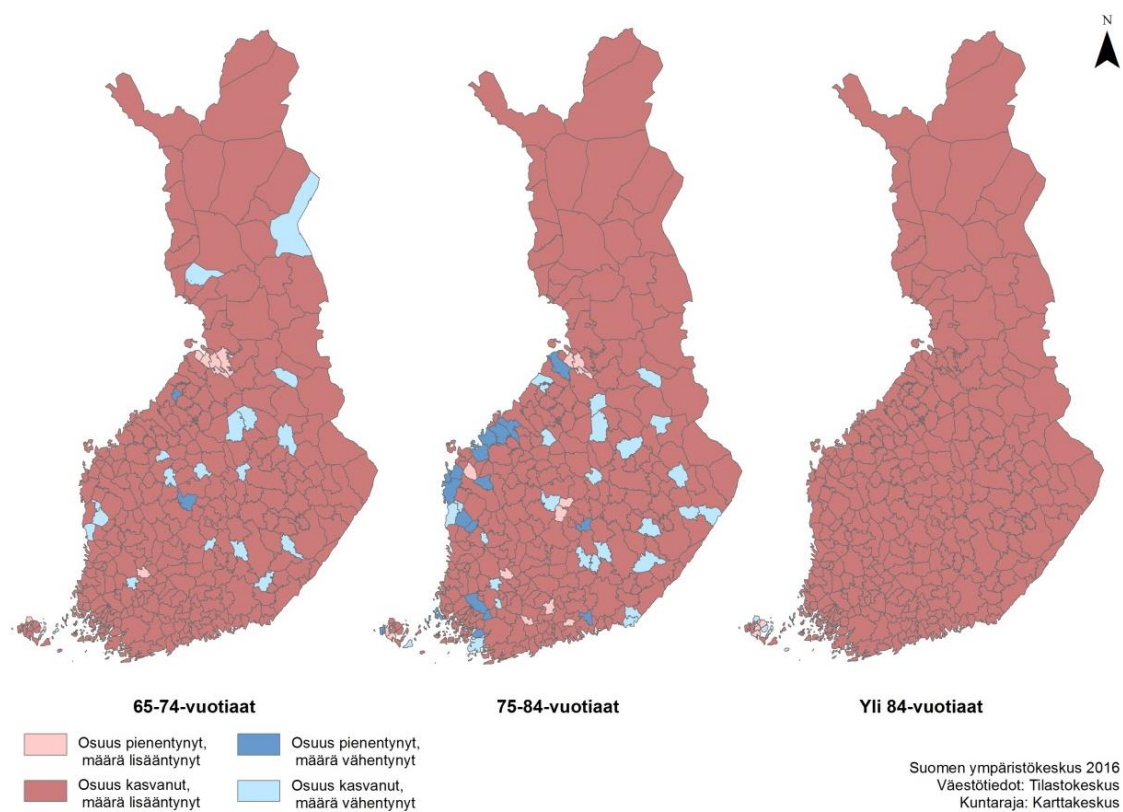 N
65-74-vuotiaat
75-84-vuotiaat
Yli 84-vuotiaat
Osuus pienentynyt,
määrä lisääntynyt
Osuus pienentynyt,
määrä vähentynyt
Osuus kasvanut,
määrä lisääntynyt
Osuus kasvanut,
määrä vähentynyt
Suomen ympäristökeskus 2016
Väestötiedot: Tilastokeskus
Kuntaraja: Karttakeskus